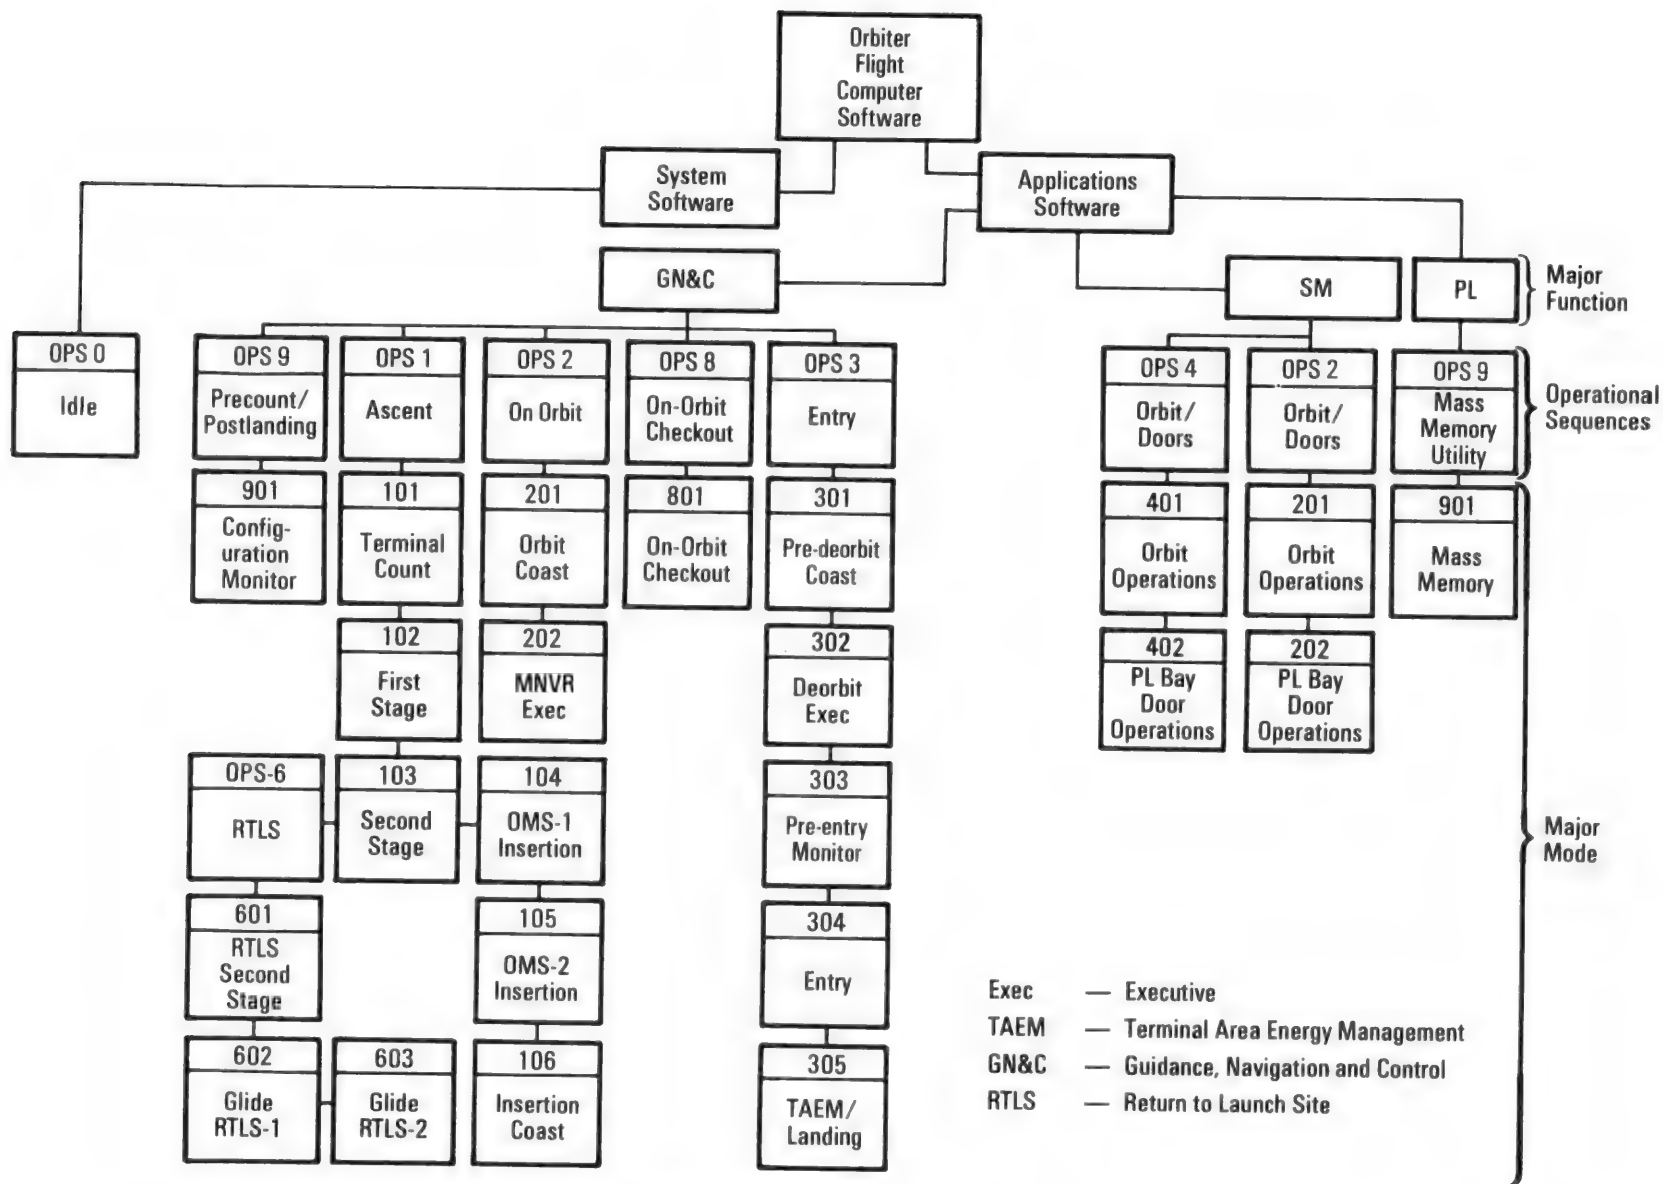 Orbiter
Flight
Computer
Software
System
Software
Applications
Software
GN&C
SM
PL
Major
Function
OPS 0
Idle
OPS 9
Precount/
Postlanding
OPS 1
Ascent
OPS 2
On Orbit
OPS 8
On-Orbit
Checkout
OPS 3
Entry
OPS 4
Orbit/
Doors
OPS 2
Orbit/
Doors
OPS 9
Mass
Memory
Utility
Operational
Sequences
901
Config-
uration
Monitor
101
Terminal
Count
201
Orbit
Coast
801
On-Orbit
Checkout
301
Pre-deorbit
Coast
401
Orbit
Operations
201
Orbit
Operations
901
Mass
Memory
102
First
Stage
202
MNVR
Exec
302
Deorbit
Exec
402
PL Bay
Door
Operations
202
PL Bay
Door
Operations
OPS-6
RTLS
103
Second
Stage
104
OMS-1
Insertion
303
Pre-entry
Monitor
Major
Mode
601
RTLS
Second
Stage
105
OMS-2
Insertion
304
Entry
602
Glide
RTLS-1
603
Glide
RTLS-2
106
Insertion
Coast
305
TAEM/
Landing
Exec — Executive
TAEM — Terminal Area Energy Management
GN&C — Guidance, Navigation and Control
RTLS — Return to Launch Site